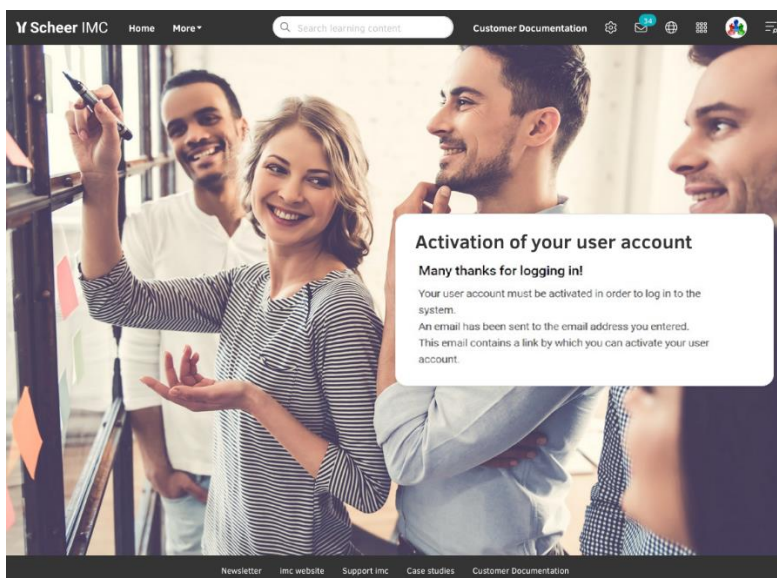 Scheer IMC
Home
More
Search learning content
Customer Documentation
54
Activation of your user account
Many thanks for logging in!
Your user account must be activated in order to log in to the
system.
An email has been sent to the email address you entered.
This email contains a link by which you can activate your user
account.
Newsletter
imc website
Support imc
Case studies
Customer Documentation